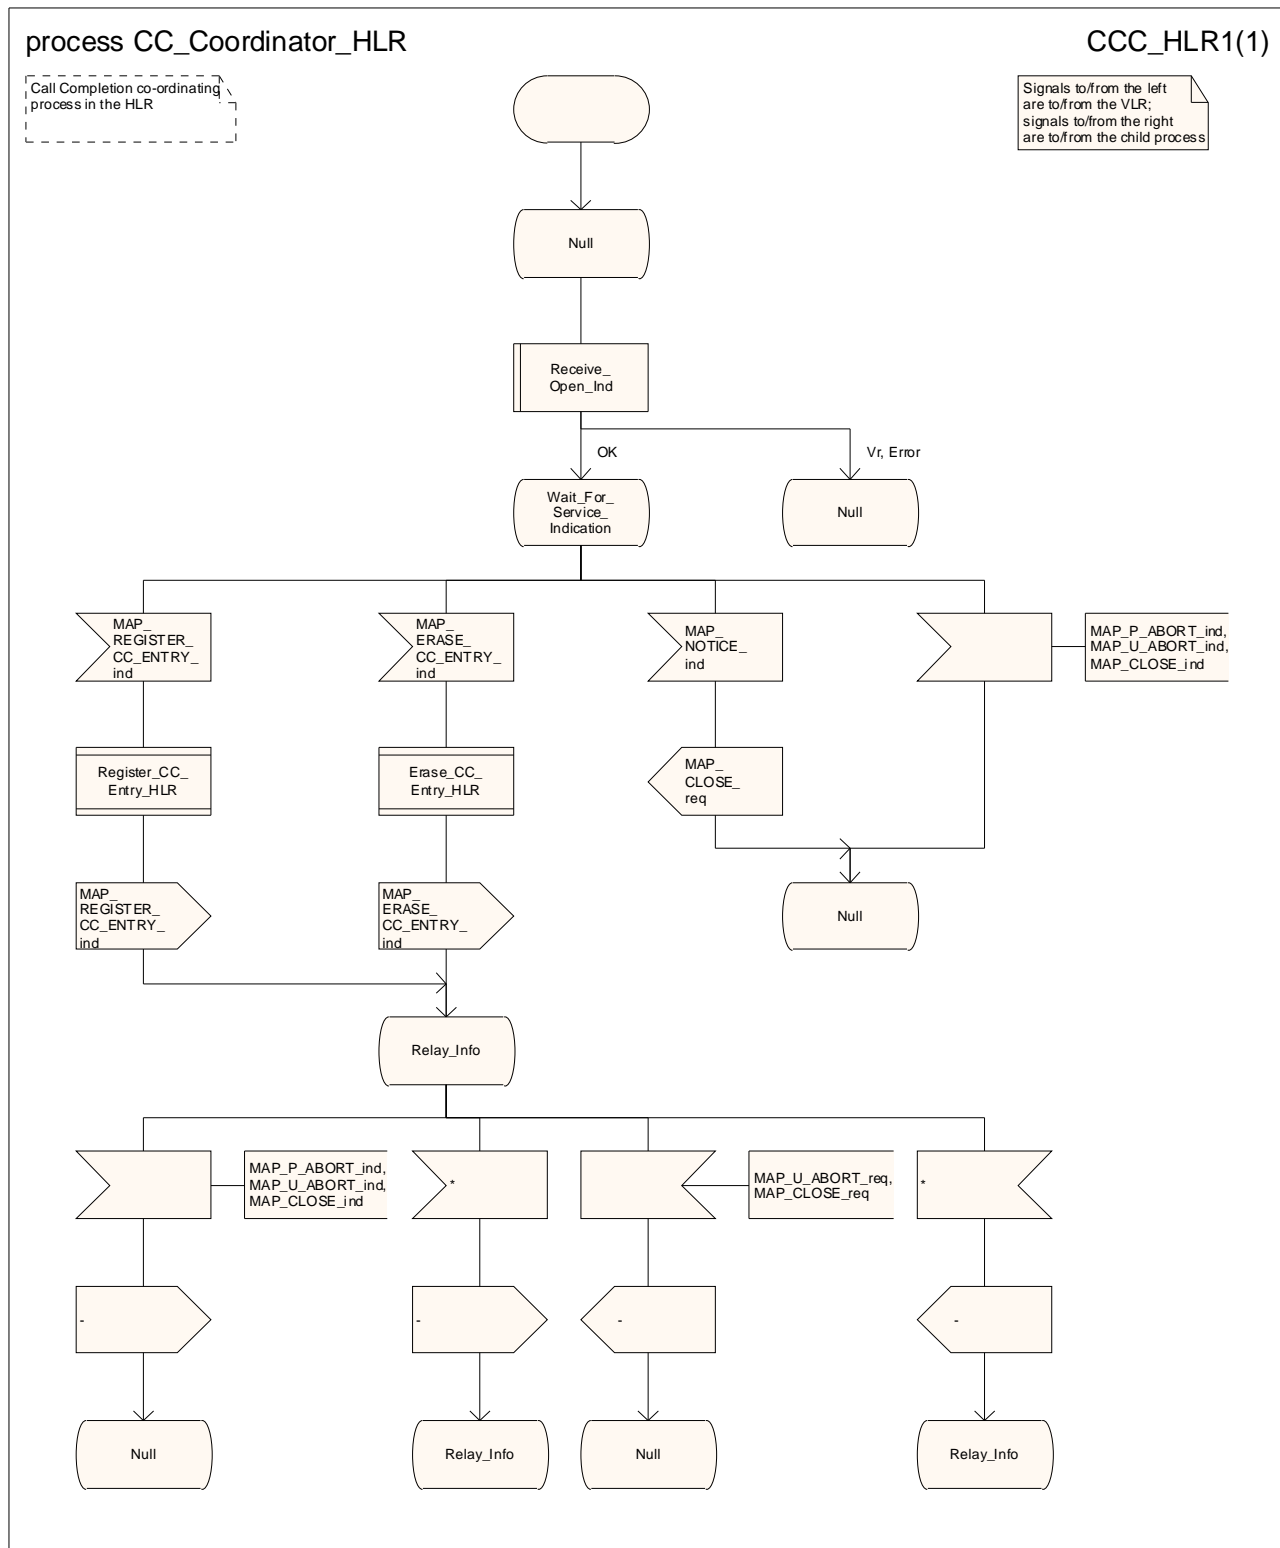 process CC_Coordinator_HLR
CCC_HLR1(1)
Call Completion co-ordinating
process in the HLR
Signals to/from the left
are to/from the VLR;
signals to/from the right
are to/from the child process
Null
Receive_
Open_Ind
OK
Vr, Error
Wait_For_
Service_
Indication
Null
MAP_
REGISTER_
CC_ENTRY_
ind
MAP_
ERASE_
CC_ENTRY_
ind
MAP_
NOTICE_
ind
MAP_P_ABORT_ind,
MAP_U_ABORT_ind,
MAP_CLOSE_ind
Register_CC_
Entry_HLR
Erase_CC_
Entry_HLR
MAP_
CLOSE_
req
MAP_
REGISTER_
CC_ENTRY_
ind
MAP_
ERASE_
CC_ENTRY_
ind
Null
Relay_Info
MAP_P_ABORT_ind,
MAP_U_ABORT_ind,
MAP_CLOSE_ind
*
MAP_U_ABORT_req,
MAP_CLOSE_req
*
-
-
-
-
Null
Relay_Info
Null
Relay_Info